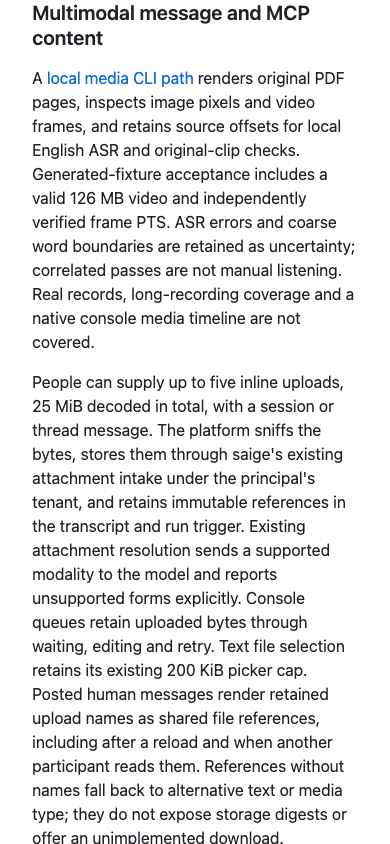 Multimodal message and MCP
content
A local media CLI path renders original PDF
pages, inspects image pixels and video
frames, and retains source offsets for local
English ASR and original-clip checks.
Generated-fixture acceptance includes a
valid 126 MB video and independently
verified frame PTS. ASR errors and coarse
word boundaries are retained as uncertainty;
correlated passes are not manual listening.
Real records, long-recording coverage and a
native console media timeline are not
covered.
People can supply up to five inline uploads,
25 MiB decoded in total, with a session or
thread message. The platform sniffs the
bytes, stores them through saige's existing
attachment intake under the principal's
tenant, and retains immutable references in
the transcript and run trigger. Existing
attachment resolution sends a supported
modality to the model and reports
unsupported forms explicitly. Console
queues retain uploaded bytes through
waiting, editing and retry. Text file selection
retains its existing 200 KiB picker cap.
Posted human messages render retained
upload names as shared file references,
including after a reload and when another
participant reads them. References without
names fall back to alternative text or media
type; they do not expose storage digests or
offer an unimplemented download.